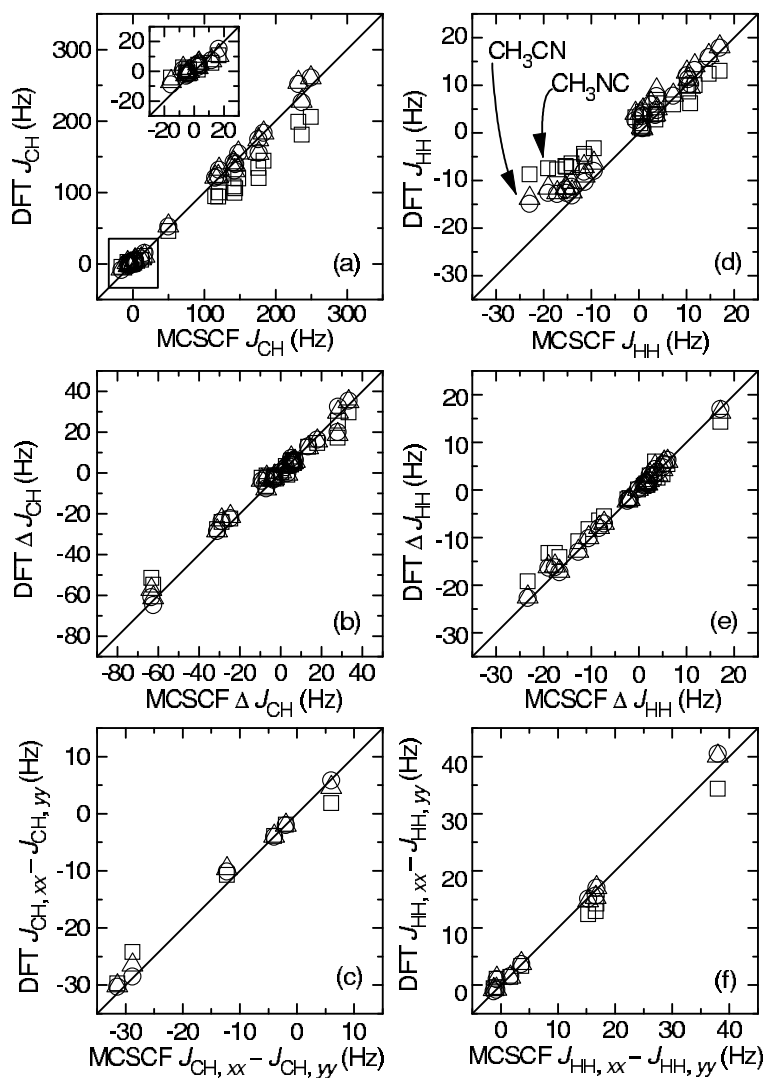 300
200
100
0
0 100 200 300
20
0
-20
-20 0 20
DFT J_CH (Hz)
MCSCF J_CH (Hz)
(a)
20
10
0
-10
-20
-30
-30 -20 -10 0 10 20
CH3CN
CH3NC
DFT J_HH (Hz)
MCSCF J_HH (Hz)
(d)
40
20
0
-20
-40
-60
-80
-80 -60 -40 -20 0 20 40
DFT Δ J_CH (Hz)
MCSCF Δ J_CH (Hz)
(b)
20
10
0
-10
-20
-30
-30 -20 -10 0 10 20
DFT Δ J_HH (Hz)
MCSCF Δ J_HH (Hz)
(e)
10
0
-10
-20
-30
-30 -20 -10 0 10
DFT J_CH, xx – J_CH, yy (Hz)
MCSCF J_CH, xx – J_CH, yy (Hz)
(c)
40
30
20
10
0
0 10 20 30 40
DFT J_HH, xx – J_HH, yy (Hz)
MCSCF J_HH, xx – J_HH, yy (Hz)
(f)